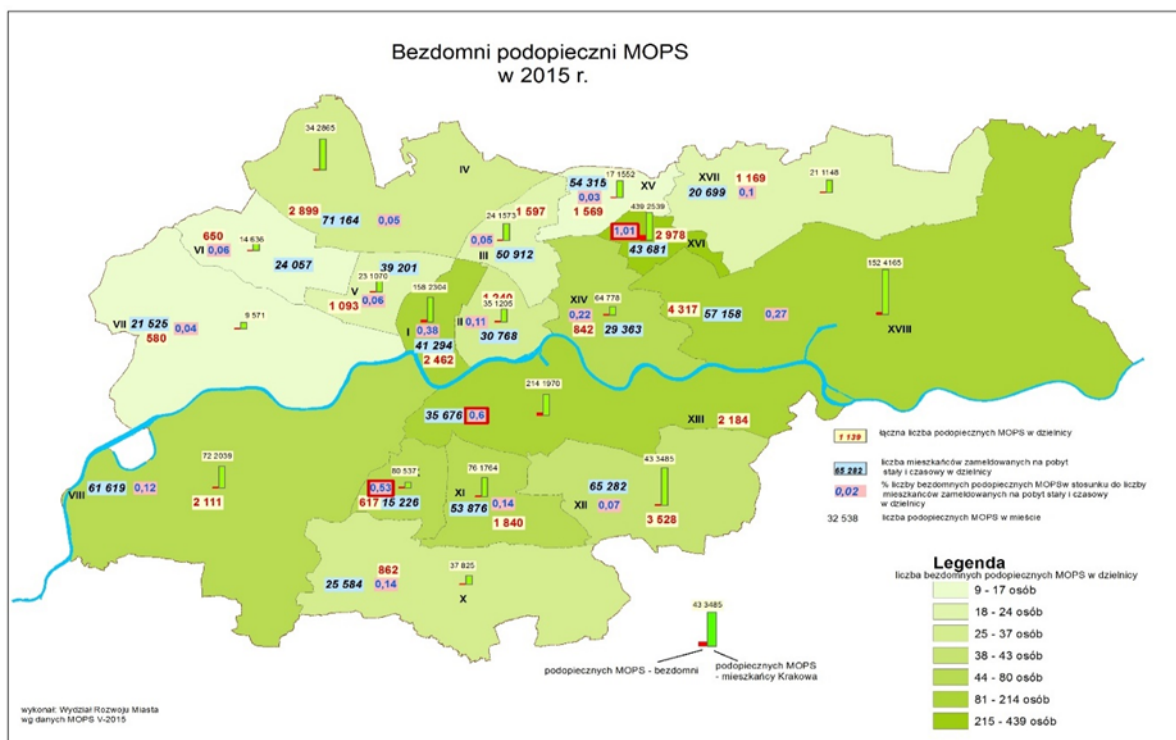 Bezdomni podopieczni MOPS
w 2015 r.
34 2865
IV
2 899
71 164
0,05
54 315
0,03
1 569
17 1552
XV
XVII
1 169
20 699
0,1
21 1148
439 2539
1,01
2 978
43 681
XVI
24 1573
1 597
0,05
III
50 912
650
VI
0,06
14 636
24 057
39 201
23 1070
V
0,06
1 093
VII
21 525
0,04
580
9 571
158 2304
I
0,38
41 294
2 462
35 1205
II
0,11
30 768
XIV
64 778
0,22
842
29 363
4 317
57 158
0,27
152 4165
XVIII
214 1970
35 676
0,6
XIII
2 184
72 2039
VIII
61 619
0,12
2 111
80 537
0,53
617
15 226
76 1764
XI
0,14
53 876
1 840
43 3485
65 282
XII
0,07
3 528
862
25 584
0,14
37 825
X
1 139
łączna liczba podopiecznych MOPS w dzielnicy
65 282
liczba mieszkańców zameldowanych na pobyt
stały i czasowy w dzielnicy
0,02
% liczby bezdomnych podopiecznych MOPSw stosunku do liczby
mieszkańców zameldowanych na pobyt stały i czasowy
w dzielnicy
32 538
liczba podopiecznych MOPS w mieście
Legenda
liczba bezdomnych podopiecznych MOPS w dzielnicy
9 - 17 osób
18 - 24 osób
25 - 37 osób
38 - 43 osób
44 - 80 osób
81 - 214 osób
215 - 439 osób
43 3485
podopiecznych MOPS - bezdomni
podopiecznych MOPS
- mieszkańcy Krakowa
wykonał: Wydział Rozwoju Miasta
wg danych MOPS V-2015